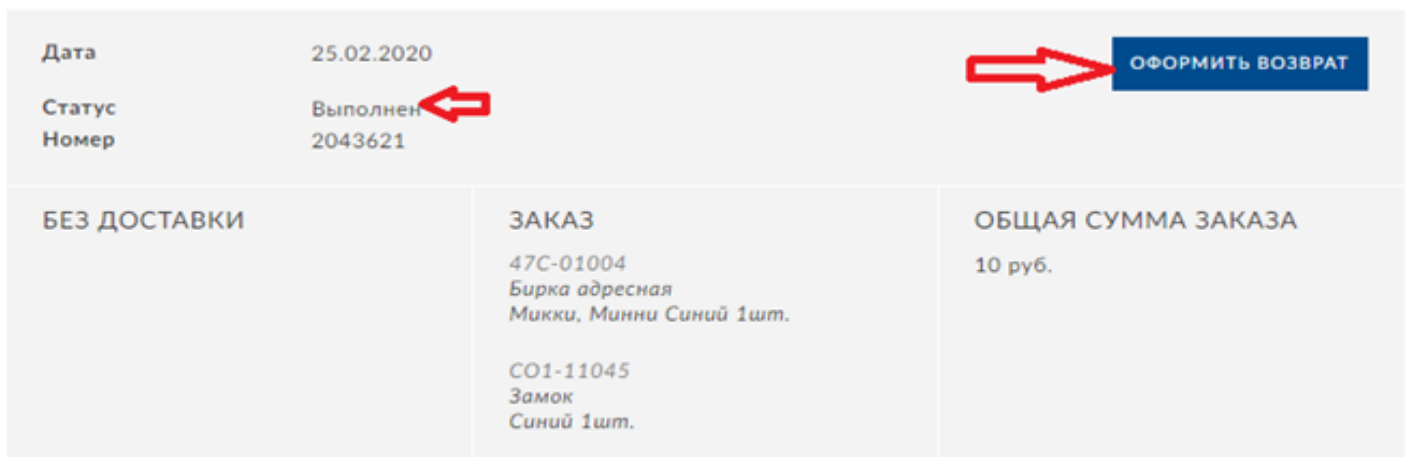 Дата 25.02.2020
ОФОРМИТЬ ВОЗВРАТ
Статус Выполнен
Номер 2043621
БЕЗ ДОСТАВКИ
ЗАКАЗ
47C-01004
Бирка адресная
Микки, Минни Синий 1шт.
CO1-11045
Замок
Синий 1шт.
ОБЩАЯ СУММА ЗАКАЗА
10 руб.